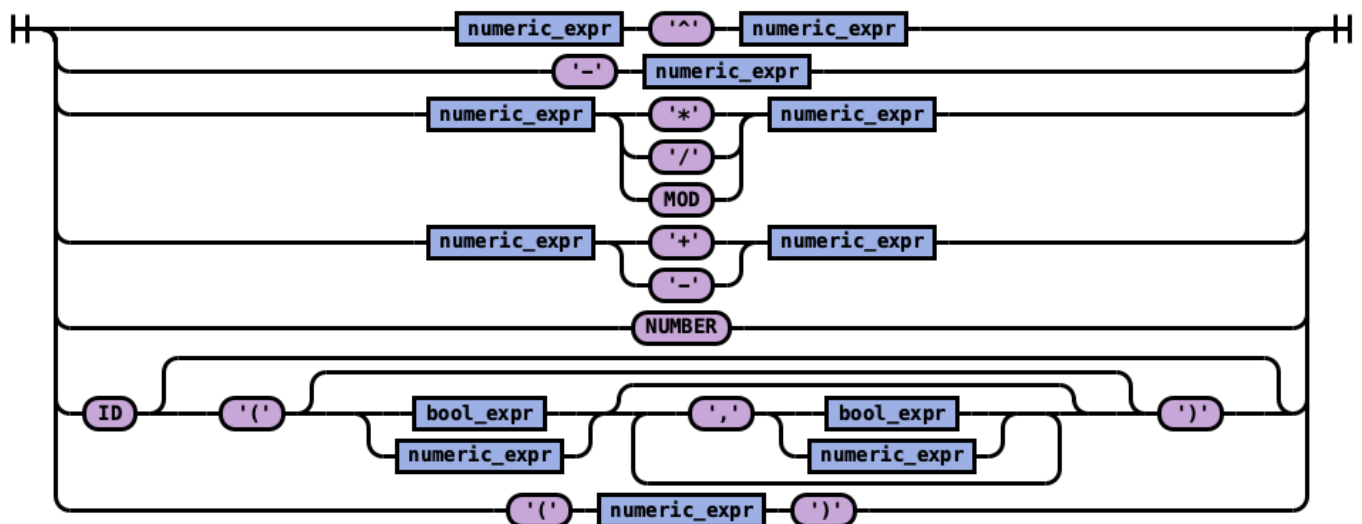 numeric_expr '^' numeric_expr
'-' numeric_expr
numeric_expr '*' numeric_expr
'/'
MOD
numeric_expr '+' numeric_expr
'-'
NUMBER
ID '(' bool_expr ',' bool_expr ')'
numeric_expr numeric_expr
'(' numeric_expr ')'